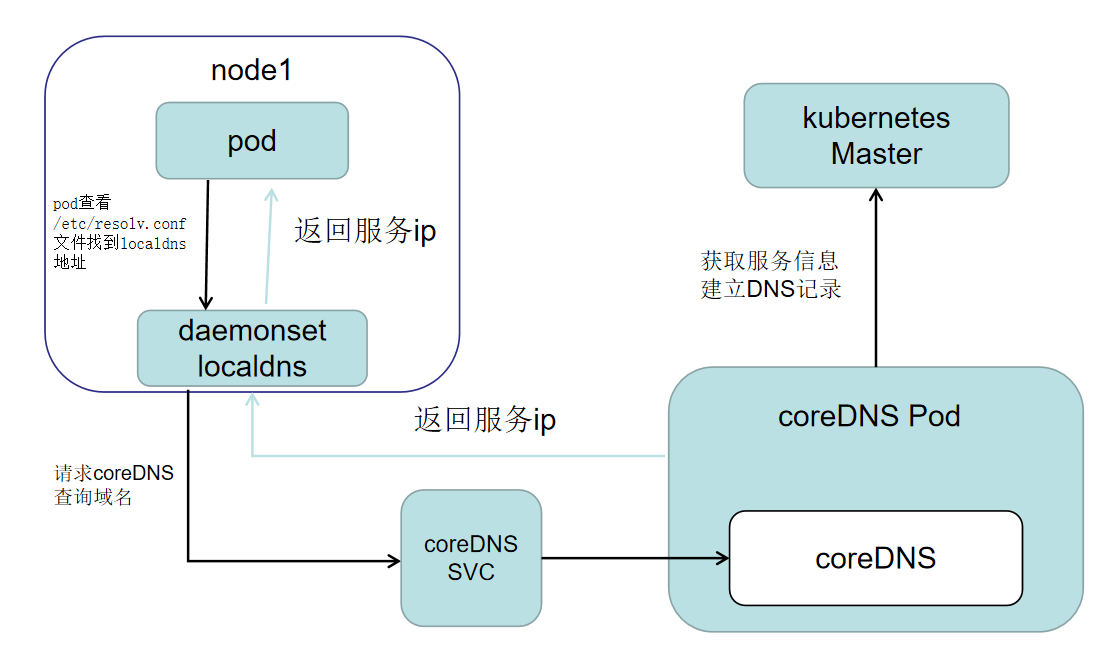 node1
pod
pod查看
/etc/resolv.conf
文件找到localdns
地址
返回服务ip
daemonset
localdns
kubernetes
Master
获取服务信息
建立DNS记录
返回服务ip
coreDNS Pod
请求coreDNS
查询域名
coreDNS
SVC
coreDNS